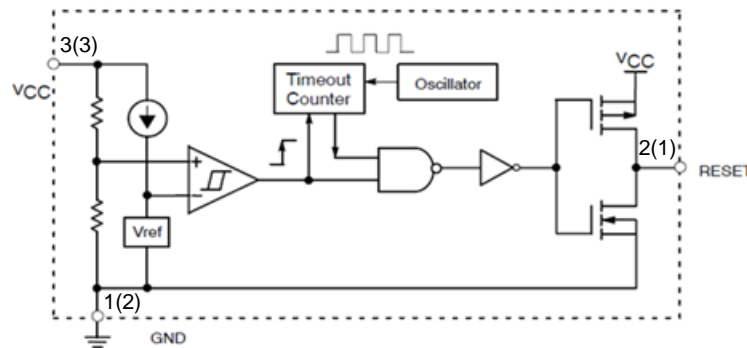 3(3)
VCC
Timeout
Counter
Oscillator
VCC
2(1)
RESET
+
−
Vref
1(2)
GND